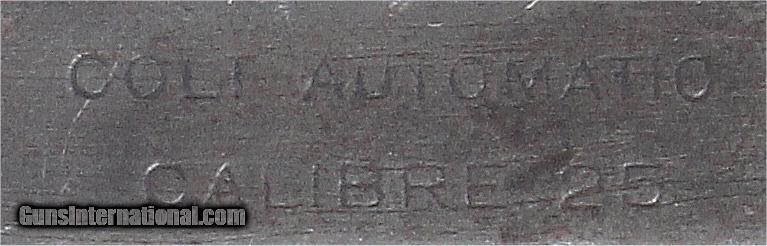 COLT AUTOMATIC
CALIBRE 25
GunsInternational.com